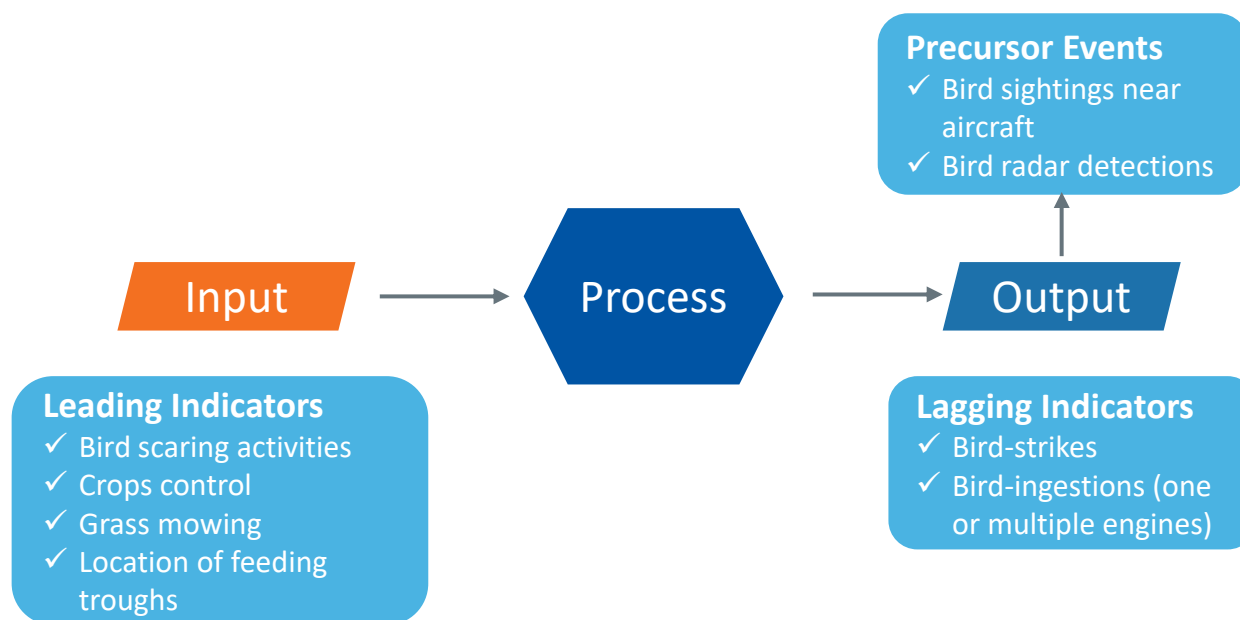 Precursor Events
✓ Bird sightings near
aircraft
✓ Bird radar detections
Input
Process
Output
Leading Indicators
✓ Bird scaring activities
✓ Crops control
✓ Grass mowing
✓ Location of feeding
troughs
Lagging Indicators
✓ Bird-strikes
✓ Bird-ingestions (one
or multiple engines)